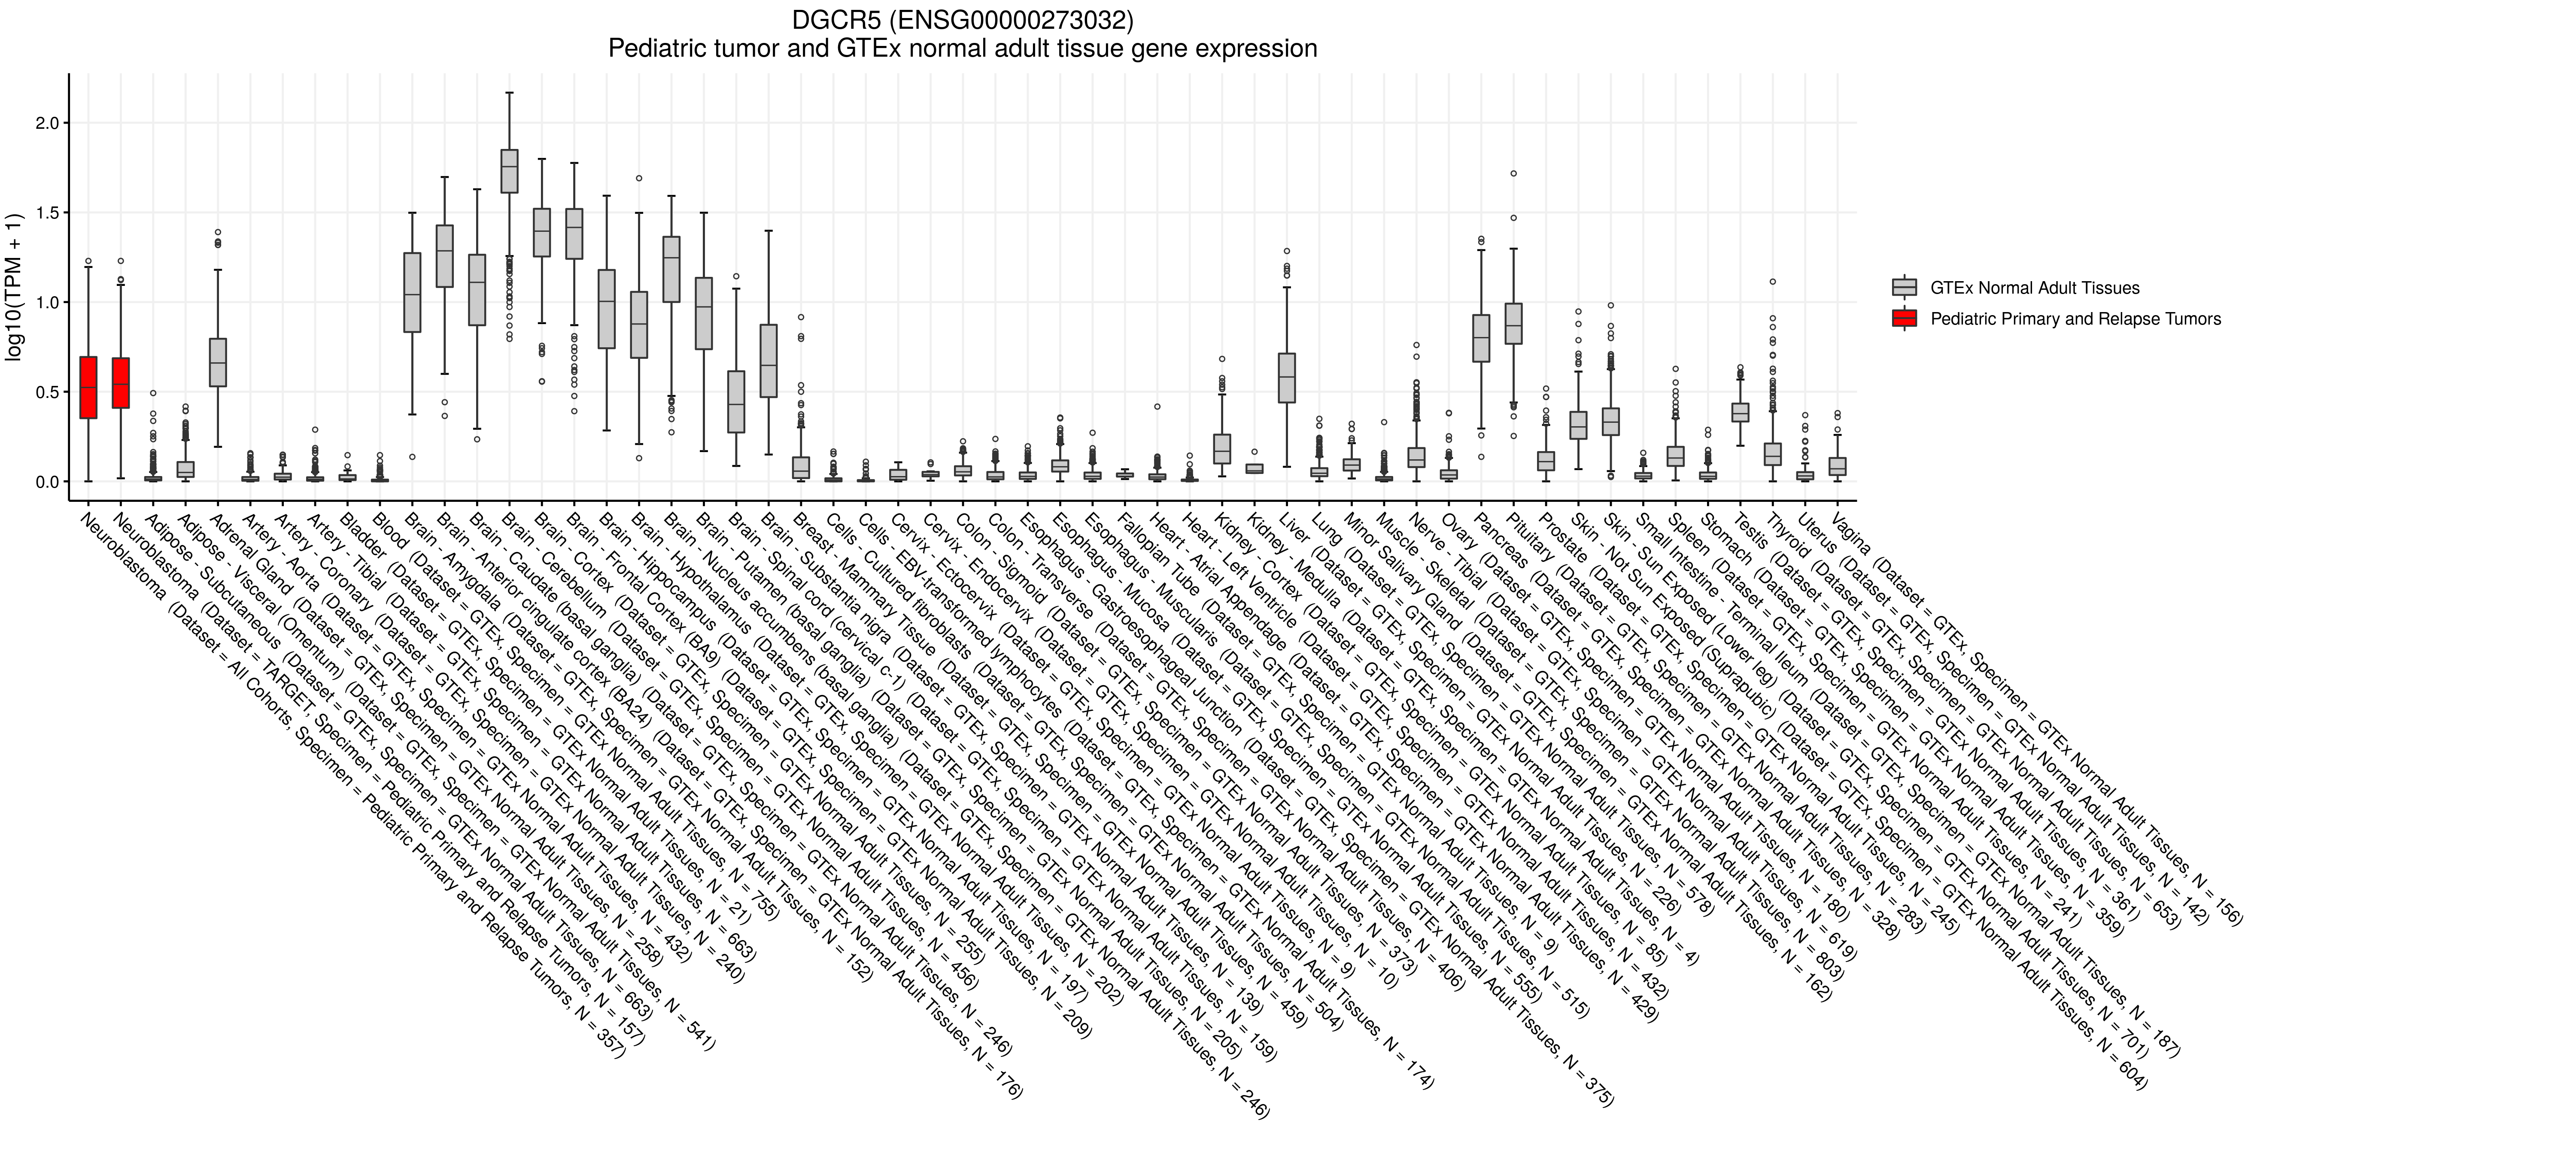 DGCR5 (ENSG00000273032)
Pediatric tumor and GTEx normal adult tissue gene expression
log10(TPM + 1)
2.0
1.5
1.0
0.5
0.0
GTEx Normal Adult Tissues
Pediatric Primary and Relapse Tumors
Neuroblastoma (Dataset = All Cohorts, Specimen = Pediatric Primary and Relapse Tumors, N = 357)
Neuroblastoma (Dataset = TARGET, Specimen = Pediatric Primary and Relapse Tumors, N = 157)
Adipose - Subcutaneous (Dataset = GTEx, Specimen = GTEx Normal Adult Tissues, N = 663)
Adipose - Visceral (Omentum) (Dataset = GTEx, Specimen = GTEx Normal Adult Tissues, N = 541)
Adrenal Gland (Dataset = GTEx, Specimen = GTEx Normal Adult Tissues, N = 258)
Artery - Aorta (Dataset = GTEx, Specimen = GTEx Normal Adult Tissues, N = 432)
Artery - Coronary (Dataset = GTEx, Specimen = GTEx Normal Adult Tissues, N = 240)
Artery - Tibial (Dataset = GTEx, Specimen = GTEx Normal Adult Tissues, N = 663)
Bladder (Dataset = GTEx, Specimen = GTEx Normal Adult Tissues, N = 21)
Blood (Dataset = GTEx, Specimen = GTEx Normal Adult Tissues, N = 755)
Brain - Amygdala (Dataset = GTEx, Specimen = GTEx Normal Adult Tissues, N = 152)
Brain - Anterior cingulate cortex (BA24) (Dataset = GTEx, Specimen = GTEx Normal Adult Tissues, N = 176)
Brain - Caudate (basal ganglia) (Dataset = GTEx, Specimen = GTEx Normal Adult Tissues, N = 246)
Brain - Cerebellum (Dataset = GTEx, Specimen = GTEx Normal Adult Tissues, N = 456)
Brain - Cortex (Dataset = GTEx, Specimen = GTEx Normal Adult Tissues, N = 255)
Brain - Frontal Cortex (BA9) (Dataset = GTEx, Specimen = GTEx Normal Adult Tissues, N = 209)
Brain - Hippocampus (Dataset = GTEx, Specimen = GTEx Normal Adult Tissues, N = 197)
Brain - Hypothalamus (Dataset = GTEx, Specimen = GTEx Normal Adult Tissues, N = 202)
Brain - Nucleus accumbens (basal ganglia) (Dataset = GTEx, Specimen = GTEx Normal Adult Tissues, N = 246)
Brain - Putamen (basal ganglia) (Dataset = GTEx, Specimen = GTEx Normal Adult Tissues, N = 205)
Brain - Spinal cord (cervical c-1) (Dataset = GTEx, Specimen = GTEx Normal Adult Tissues, N = 159)
Brain - Substantia nigra (Dataset = GTEx, Specimen = GTEx Normal Adult Tissues, N = 139)
Breast - Mammary Tissue (Dataset = GTEx, Specimen = GTEx Normal Adult Tissues, N = 459)
Cells - Cultured fibroblasts (Dataset = GTEx, Specimen = GTEx Normal Adult Tissues, N = 504)
Cells - EBV-transformed lymphocytes (Dataset = GTEx, Specimen = GTEx Normal Adult Tissues, N = 174)
Cervix - Ectocervix (Dataset = GTEx, Specimen = GTEx Normal Adult Tissues, N = 9)
Cervix - Endocervix (Dataset = GTEx, Specimen = GTEx Normal Adult Tissues, N = 10)
Colon - Sigmoid (Dataset = GTEx, Specimen = GTEx Normal Adult Tissues, N = 373)
Colon - Transverse (Dataset = GTEx, Specimen = GTEx Normal Adult Tissues, N = 406)
Esophagus - Gastroesophageal Junction (Dataset = GTEx, Specimen = GTEx Normal Adult Tissues, N = 375)
Esophagus - Mucosa (Dataset = GTEx, Specimen = GTEx Normal Adult Tissues, N = 555)
Esophagus - Muscularis (Dataset = GTEx, Specimen = GTEx Normal Adult Tissues, N = 515)
Fallopian Tube (Dataset = GTEx, Specimen = GTEx Normal Adult Tissues, N = 9)
Heart - Atrial Appendage (Dataset = GTEx, Specimen = GTEx Normal Adult Tissues, N = 429)
Heart - Left Ventricle (Dataset = GTEx, Specimen = GTEx Normal Adult Tissues, N = 432)
Kidney - Cortex (Dataset = GTEx, Specimen = GTEx Normal Adult Tissues, N = 85)
Kidney - Medulla (Dataset = GTEx, Specimen = GTEx Normal Adult Tissues, N = 4)
Liver (Dataset = GTEx, Specimen = GTEx Normal Adult Tissues, N = 226)
Lung (Dataset = GTEx, Specimen = GTEx Normal Adult Tissues, N = 578)
Minor Salivary Gland (Dataset = GTEx, Specimen = GTEx Normal Adult Tissues, N = 162)
Muscle - Skeletal (Dataset = GTEx, Specimen = GTEx Normal Adult Tissues, N = 803)
Nerve - Tibial (Dataset = GTEx, Specimen = GTEx Normal Adult Tissues, N = 619)
Ovary (Dataset = GTEx, Specimen = GTEx Normal Adult Tissues, N = 180)
Pancreas (Dataset = GTEx, Specimen = GTEx Normal Adult Tissues, N = 328)
Pituitary (Dataset = GTEx, Specimen = GTEx Normal Adult Tissues, N = 283)
Prostate (Dataset = GTEx, Specimen = GTEx Normal Adult Tissues, N = 245)
Skin - Not Sun Exposed (Suprapubic) (Dataset = GTEx, Specimen = GTEx Normal Adult Tissues, N = 604)
Skin - Sun Exposed (Lower leg) (Dataset = GTEx, Specimen = GTEx Normal Adult Tissues, N = 701)
Small Intestine - Terminal Ileum (Dataset = GTEx, Specimen = GTEx Normal Adult Tissues, N = 187)
Spleen (Dataset = GTEx, Specimen = GTEx Normal Adult Tissues, N = 241)
Stomach (Dataset = GTEx, Specimen = GTEx Normal Adult Tissues, N = 359)
Testis (Dataset = GTEx, Specimen = GTEx Normal Adult Tissues, N = 361)
Thyroid (Dataset = GTEx, Specimen = GTEx Normal Adult Tissues, N = 653)
Uterus (Dataset = GTEx, Specimen = GTEx Normal Adult Tissues, N = 142)
Vagina (Dataset = GTEx, Specimen = GTEx Normal Adult Tissues, N = 156)